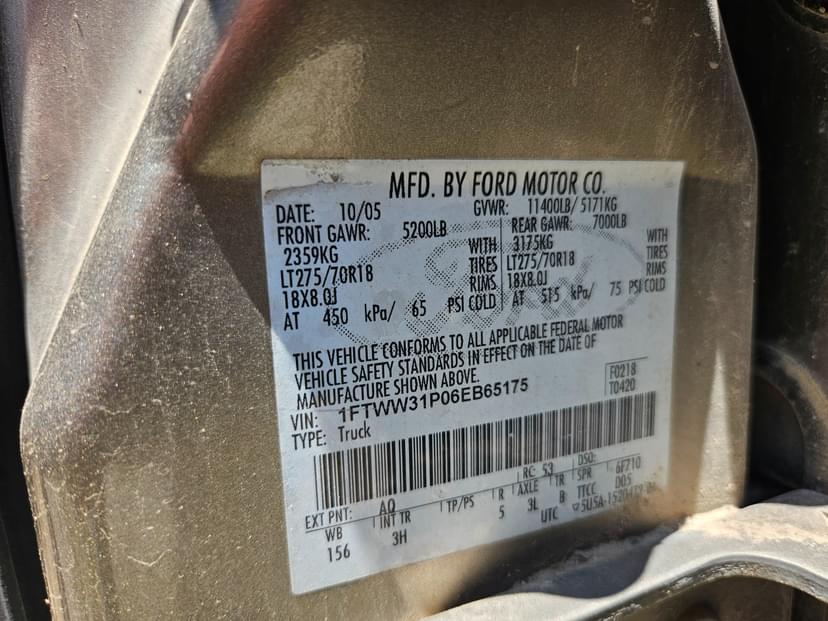 MFD. BY FORD MOTOR CO.
DATE: 10/05 GVWR: 11400LB/5171KG
FRONT GAWR: 5200LB REAR GAWR: 7000LB
2359KG WITH 3175KG WITH
LT275/70R18 TIRES LT275/70R18 TIRES
18X8.0J RIMS 18X8.0J RIMS
AT 450 kPa/ 65 PSI COLD AT 515 kPa/ 75 PSI COLD
THIS VEHICLE CONFORMS TO ALL APPLICABLE FEDERAL MOTOR
VEHICLE SAFETY STANDARDS IN EFFECT ON THE DATE OF
MANUFACTURE SHOWN ABOVE.
F0218
T0420
VIN: 1FTWW31P06EB65175
TYPE: Truck
EXT PNT: AQ RC: 53 DSO:
WB INT TR TP/PS R AXLE TR SPR 6F710
156 3H 5 3L B TTCC D05
UTC
Ford